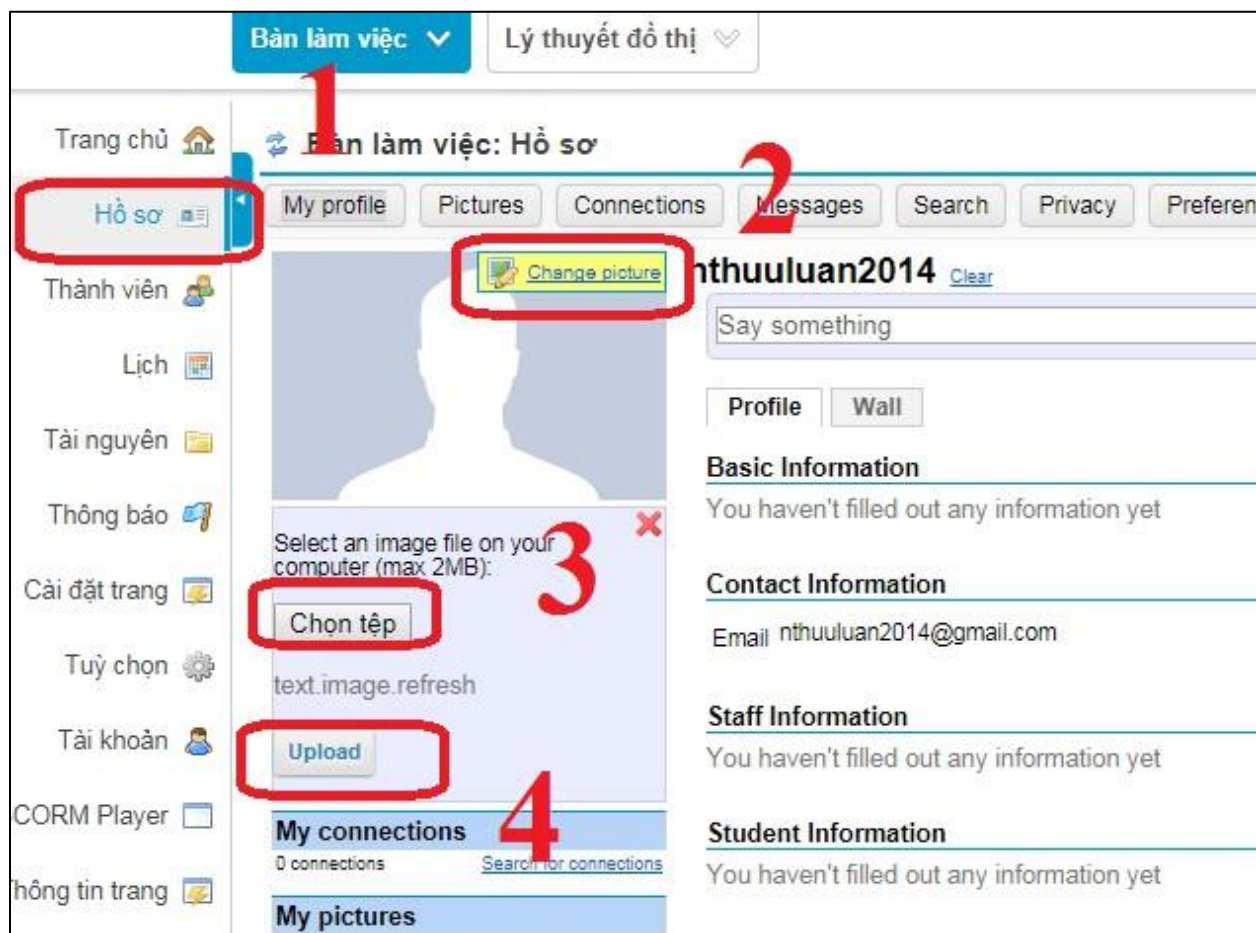 Bàn làm việc
Lý thuyết đồ thị
1
Trang chủ
Hồ sơ
Thành viên
Lịch
Tài nguyên
Thông báo
Cài đặt trang
Tuỳ chọn
Tài khoản
CORM Player
Thông tin trang
Bàn làm việc: Hồ sơ
2
My profile
Pictures
Connections
Messages
Search
Privacy
Preferen
Change picture
nthuuluan2014 Clear
Say something
Profile
Wall
Basic Information
You haven't filled out any information yet
Contact Information
Email nthuuluan2014@gmail.com
Staff Information
You haven't filled out any information yet
Student Information
You haven't filled out any information yet
3
Select an image file on your
computer (max 2MB):
Chọn tệp
text.image.refresh
Upload
4
My connections
0 connections
Search for connections
My pictures